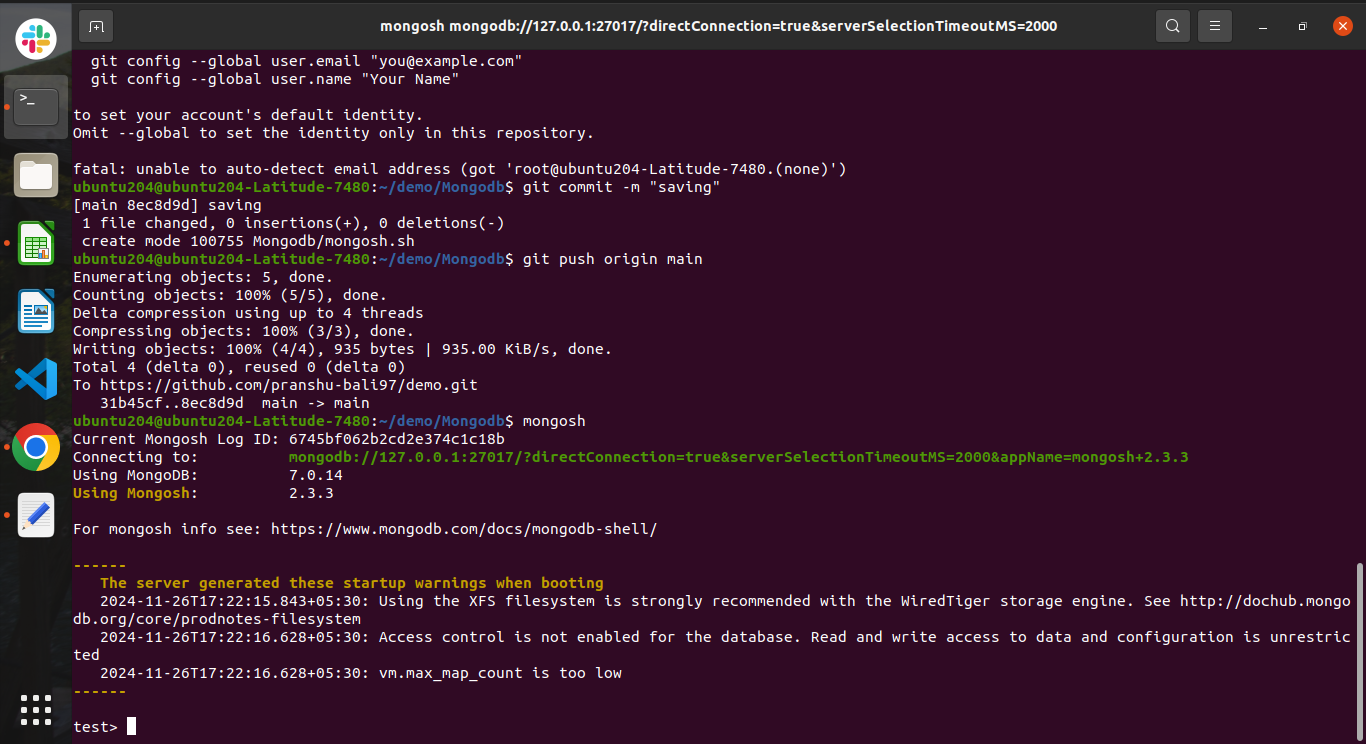 mongosh mongodb://127.0.0.1:27017/?directConnection=true&serverSelectionTimeoutMS=2000
  git config --global user.email "you@example.com"
  git config --global user.name "Your Name"
to set your account's default identity.
Omit --global to set the identity only in this repository.
fatal: unable to auto-detect email address (got 'root@ubuntu204-Latitude-7480.(none)')
ubuntu204@ubuntu204-Latitude-7480:~/demo/Mongodb$ git commit -m "saving"
[main 8ec8d9d] saving
 1 file changed, 0 insertions(+), 0 deletions(-)
 create mode 100755 Mongodb/mongosh.sh
ubuntu204@ubuntu204-Latitude-7480:~/demo/Mongodb$ git push origin main
Enumerating objects: 5, done.
Counting objects: 100% (5/5), done.
Delta compression using up to 4 threads
Compressing objects: 100% (3/3), done.
Writing objects: 100% (4/4), 935 bytes | 935.00 KiB/s, done.
Total 4 (delta 0), reused 0 (delta 0)
To https://github.com/pranshu-bali97/demo.git
   31b45cf..8ec8d9d  main -> main
ubuntu204@ubuntu204-Latitude-7480:~/demo/Mongodb$ mongosh
Current Mongosh Log ID: 6745bf062b2cd2e374c1c18b
Connecting to:          mongodb://127.0.0.1:27017/?directConnection=true&serverSelectionTimeoutMS=2000&appName=mongosh+2.3.3
Using MongoDB:          7.0.14
Using Mongosh:          2.3.3
For mongosh info see: https://www.mongodb.com/docs/mongodb-shell/
------
   The server generated these startup warnings when booting
   2024-11-26T17:22:15.843+05:30: Using the XFS filesystem is strongly recommended with the WiredTiger storage engine. See http://dochub.mongo
db.org/core/prodnotes-filesystem
   2024-11-26T17:22:16.628+05:30: Access control is not enabled for the database. Read and write access to data and configuration is unrestric
ted
   2024-11-26T17:22:16.628+05:30: vm.max_map_count is too low
------
test>